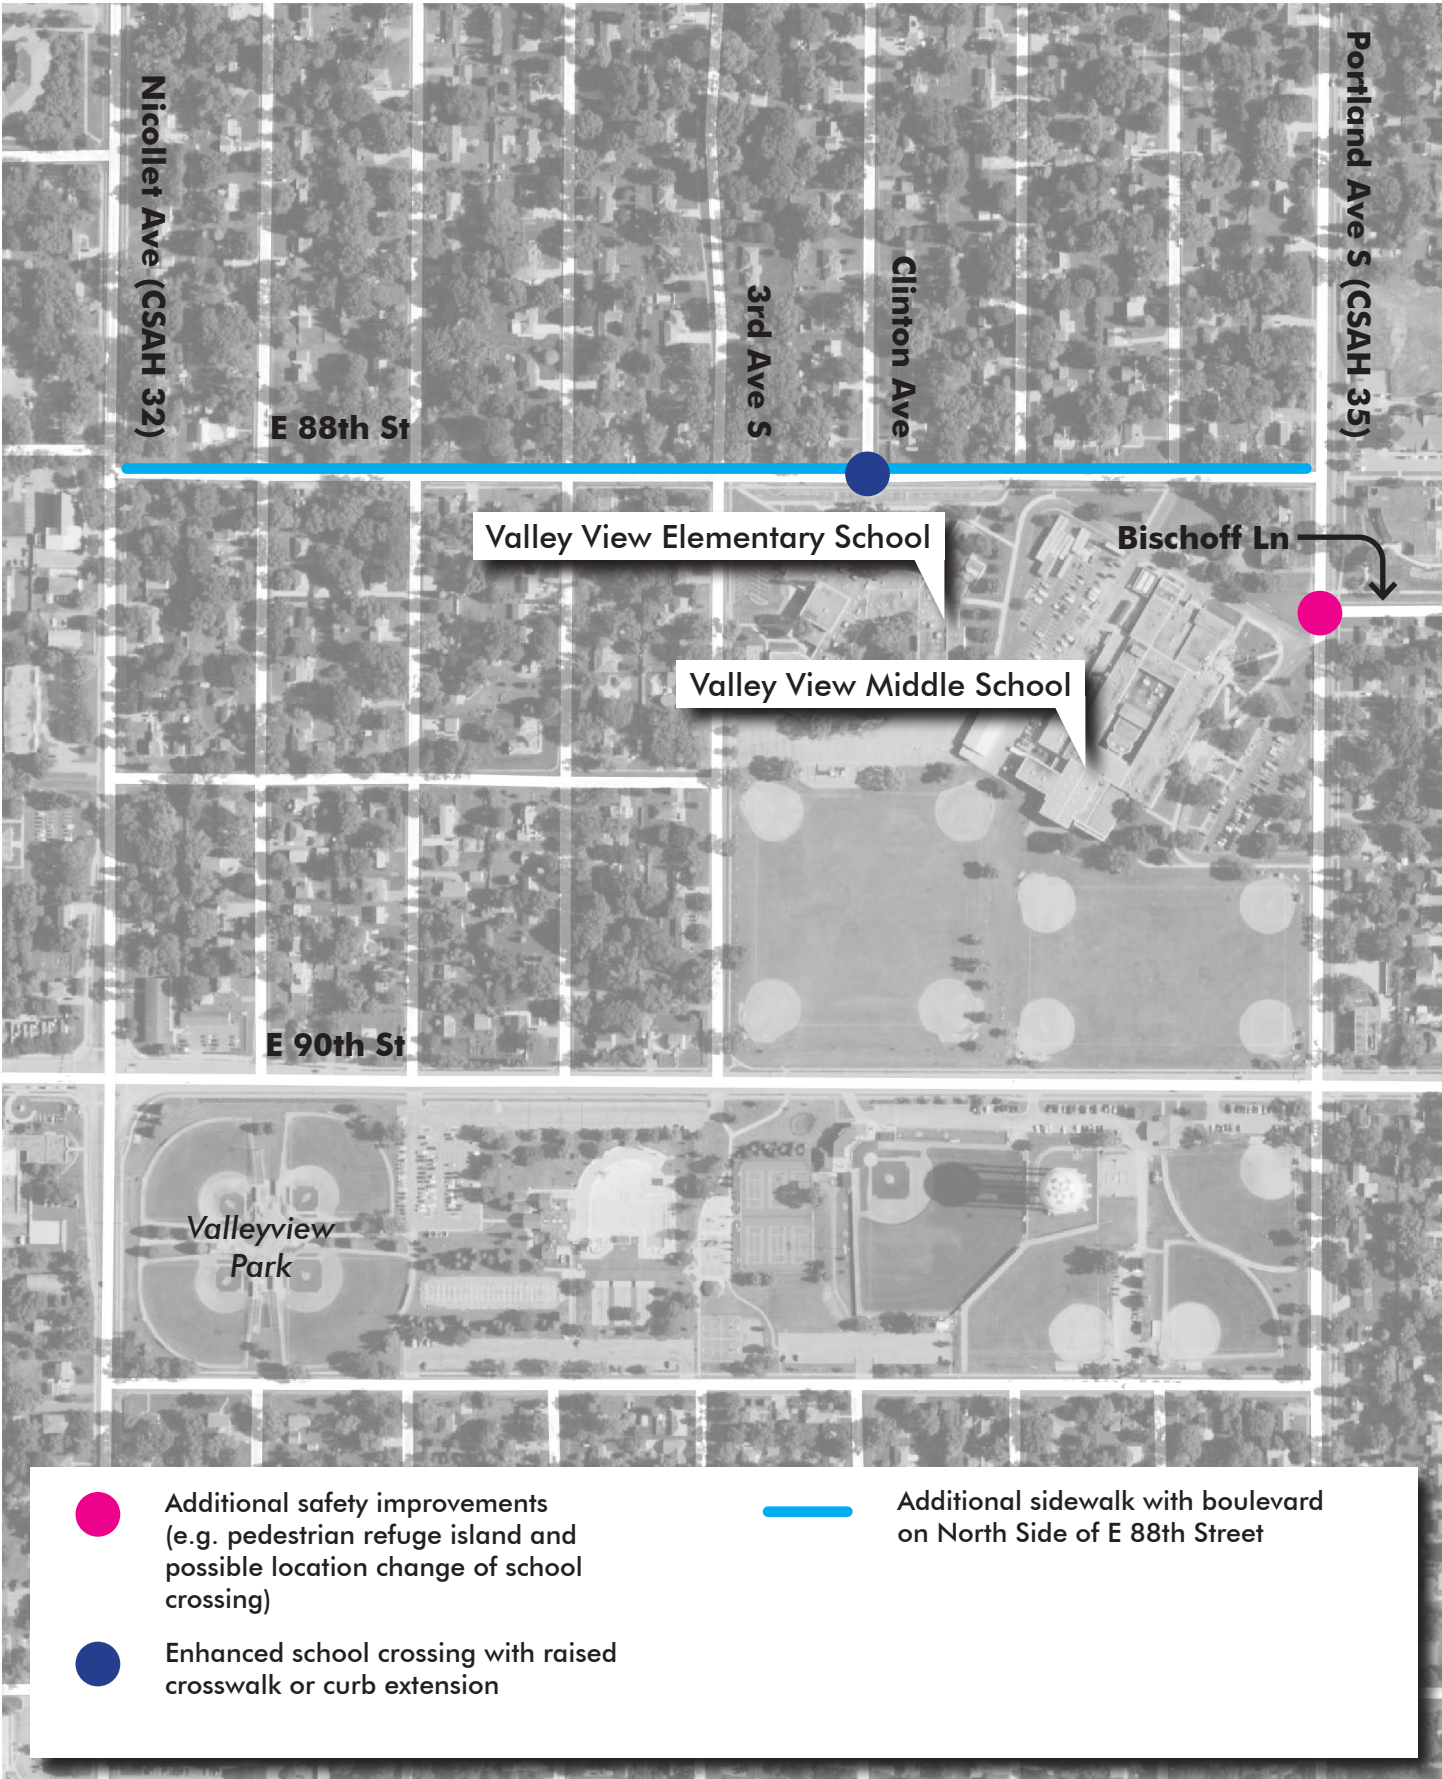 Nicollet Ave (CSAH 32)
Portland Ave S (CSAH 35)
3rd Ave S
Clinton Ave
E 88th St
Valley View Elementary School
Bischoff Ln
Valley View Middle School
E 90th St
Valleyview
Park
Additional safety improvements
(e.g. pedestrian refuge island and
possible location change of school
crossing)
Enhanced school crossing with raised
crosswalk or curb extension
Additional sidewalk with boulevard
on North Side of E 88th Street